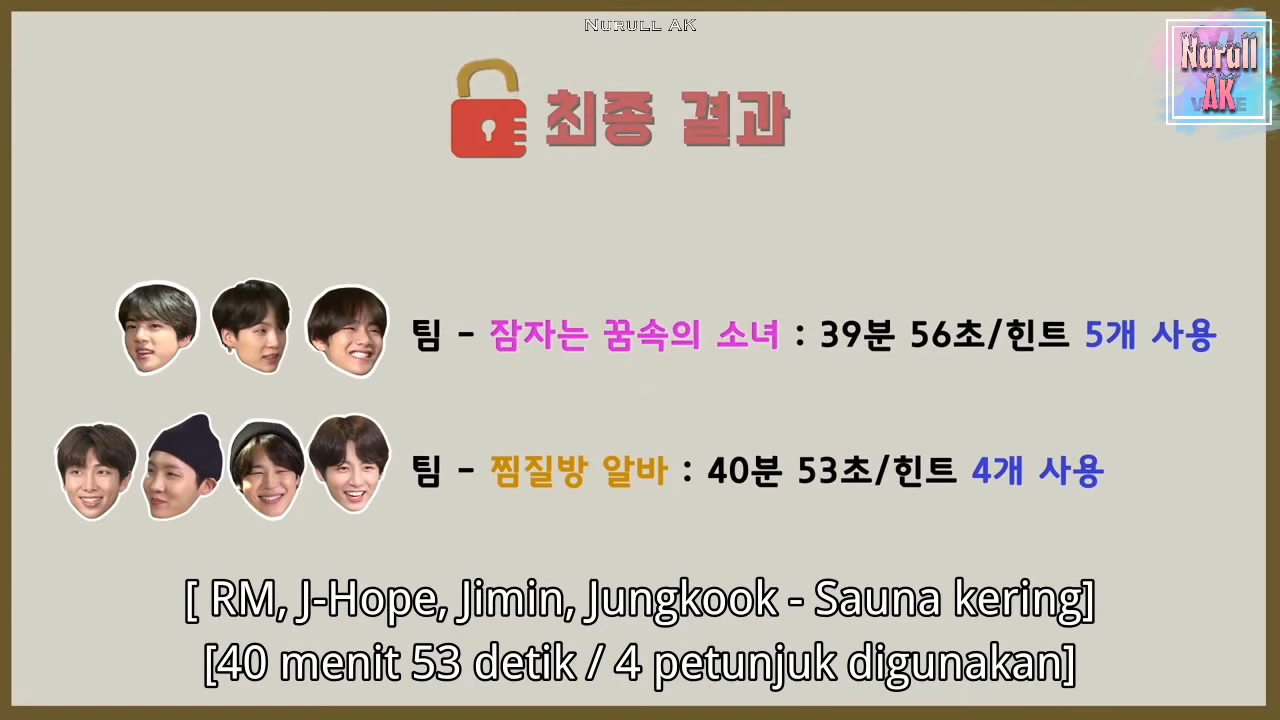 Nurull AK
Nurull
AK
최종 결과
팀 - 잠자는 꿈속의 소녀 : 39분 56초/힌트 5개 사용
팀 - 찜질방 알바 : 40분 53초/힌트 4개 사용
[ RM, J-Hope, Jimin, Jungkook - Sauna kering]
[40 menit 53 detik / 4 petunjuk digunakan]